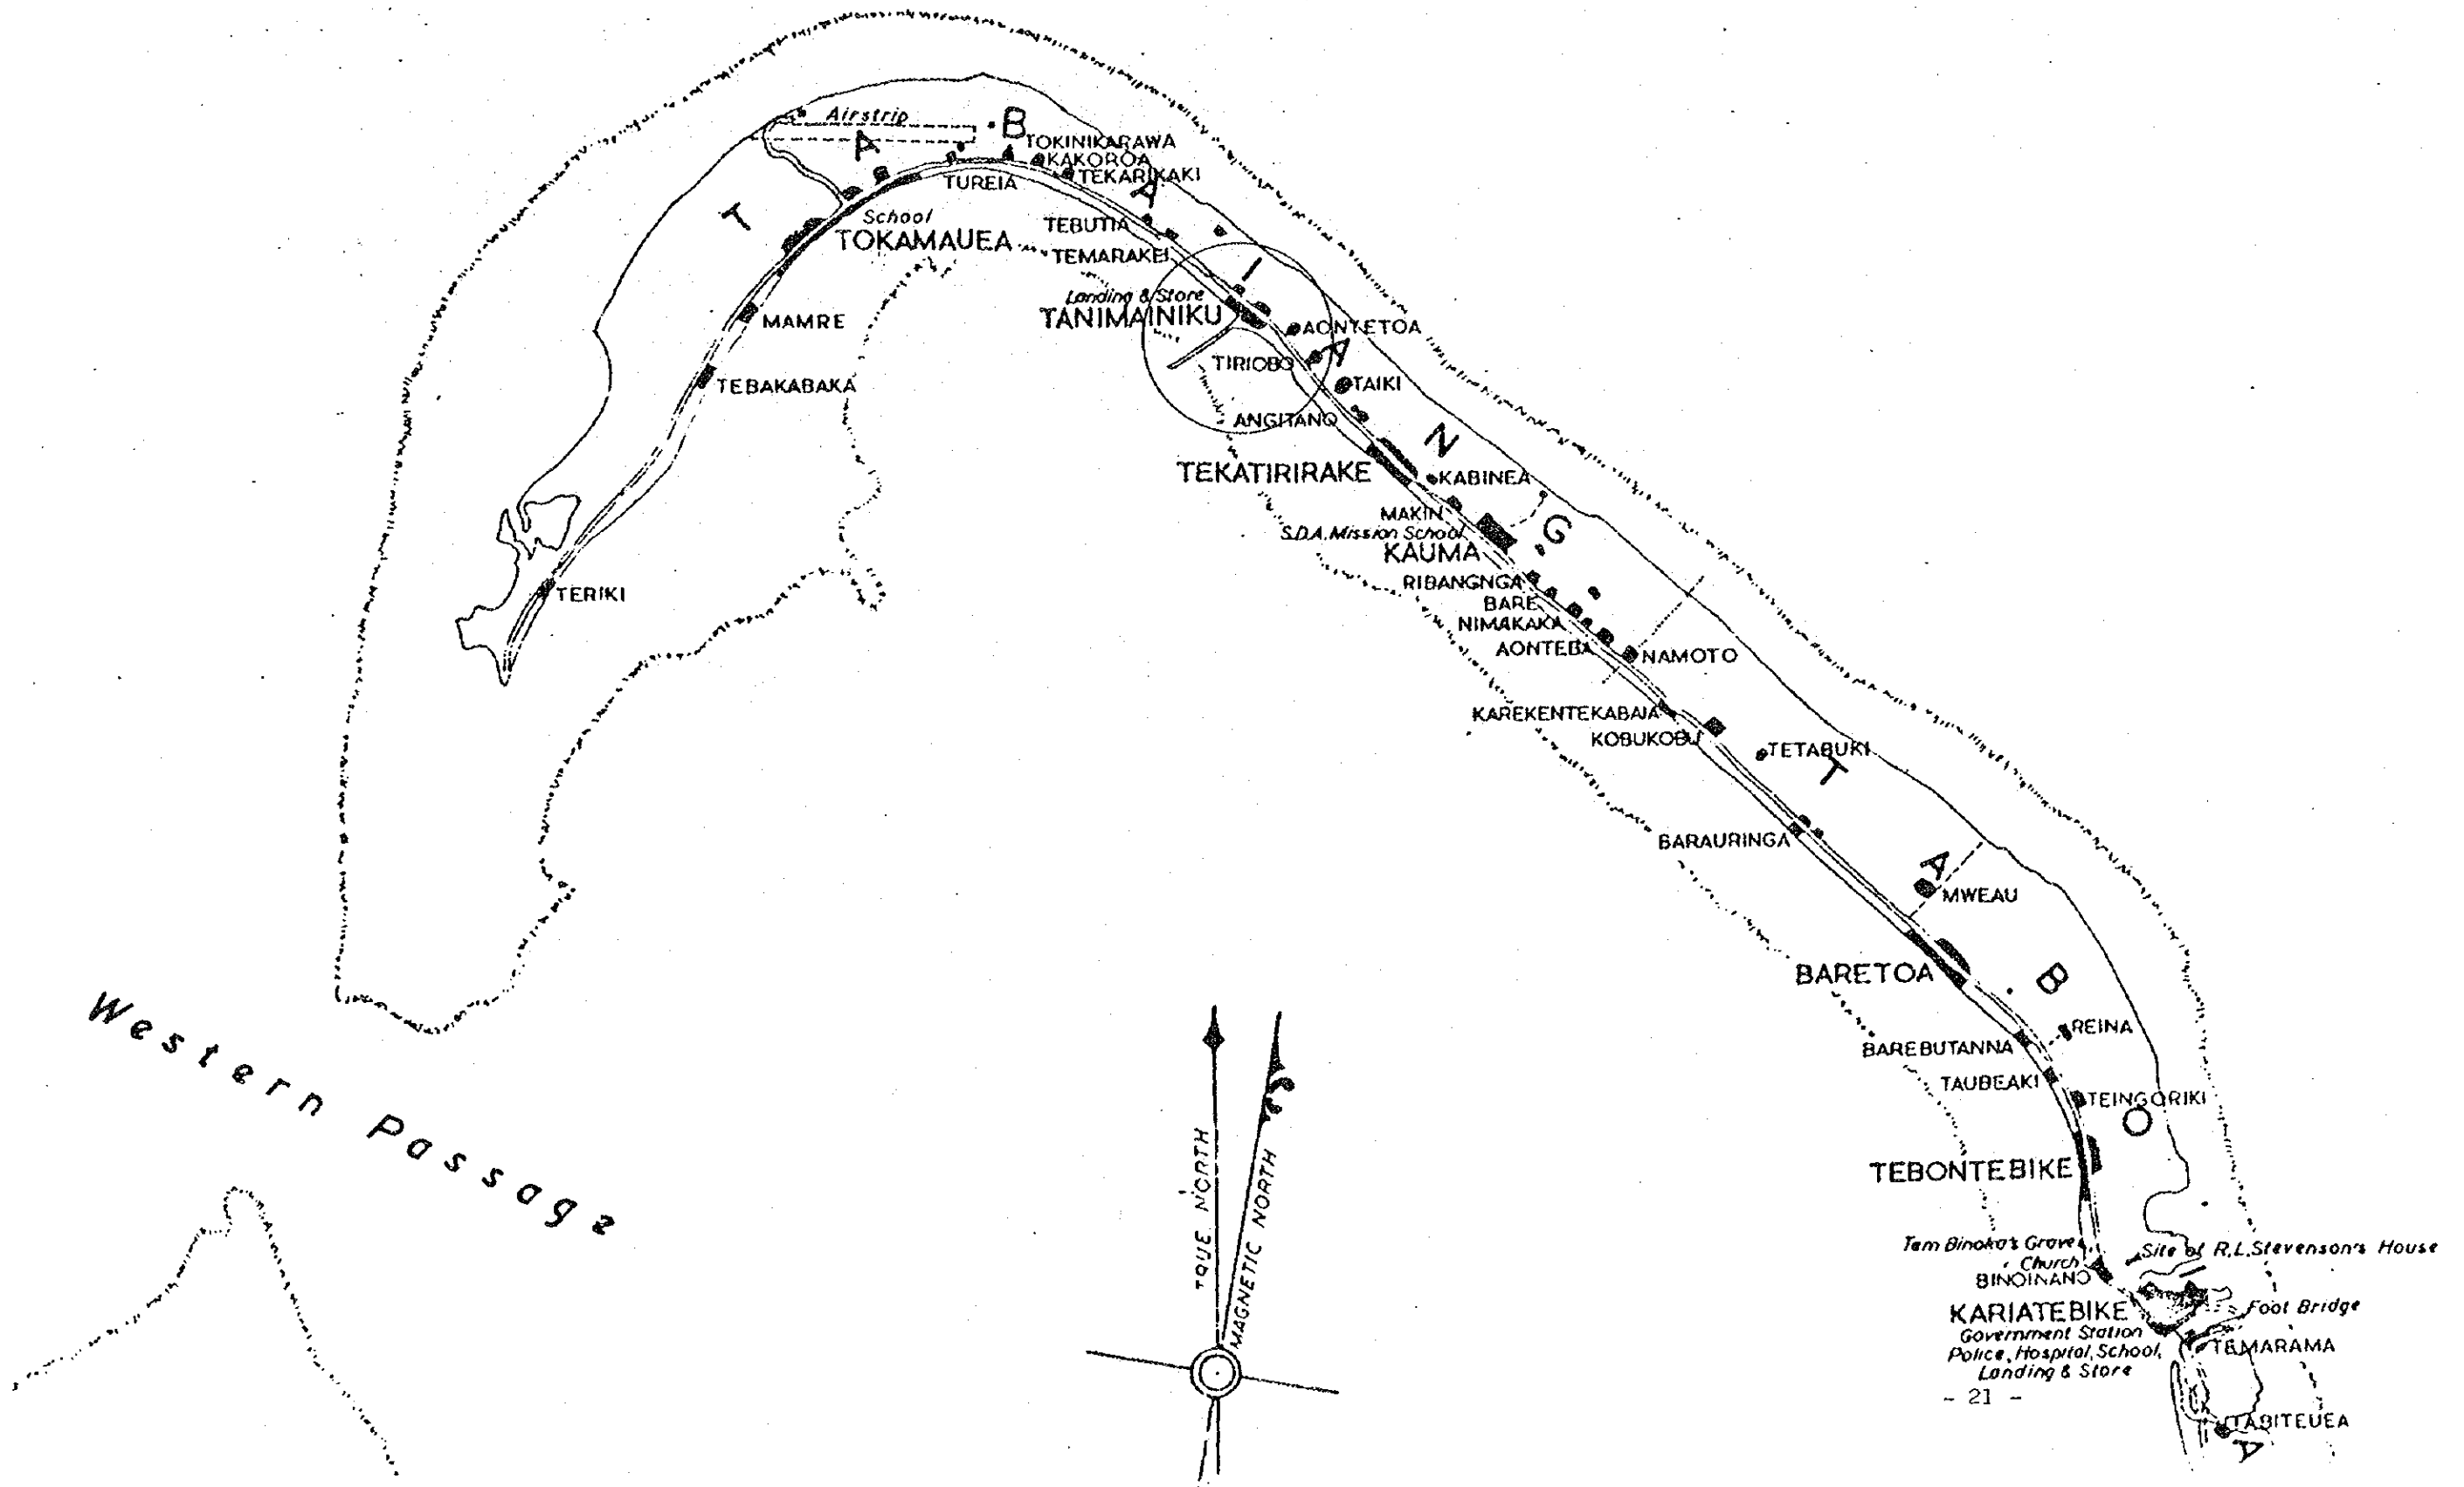 Airstrip
TABAIANG
TOKINIKARAWA
KAKOROA
TEKARIKAKI
TUREIA
School
TOKAMAUEA
TEBUTIA
TEMARAKEI
Landing & Store
TANIMAINIKU
MAMRE
AONTETOA
TIRIOBO
TAIKI
TEBAKABAKA
ANGITANO
TEKATIRIRAKE
KABINEA
MAKIN
S.D.A. Mission School
KAUMA
RIBANGNGA
TERIKI
BARE
NIMAKAKA
AONTEBA
NAMOTO
KAREKENTEKABAIA
KOBUKOBU
TETABUKI
TABO
BARAURINGA
MWEAU
BARETOA
Western Passage
REINA
BAREBUTANNA
TAUBEAKI
TEINGORIKI
TEBONTEBIKE
TRUE NORTH
MAGNETIC NORTH
Tem Binoka's Grave
Church
Site of R.L.Stevenson's House
BINOINANO
KARIATEBIKE
Foot Bridge
Government Station
Police, Hospital, School,
Landing & Store
TEMARAMA
- 21 -
TABITEUEA
A